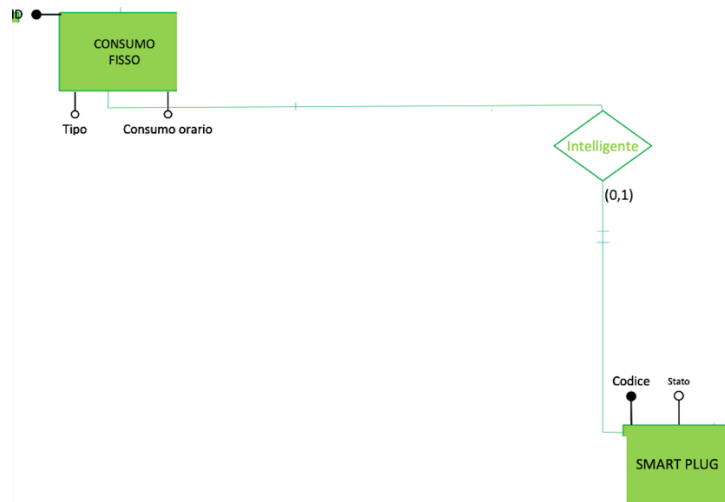 ID
CONSUMO
FISSO
Tipo
Consumo orario
Intelligente
(0,1)
Codice
Stato
SMART PLUG